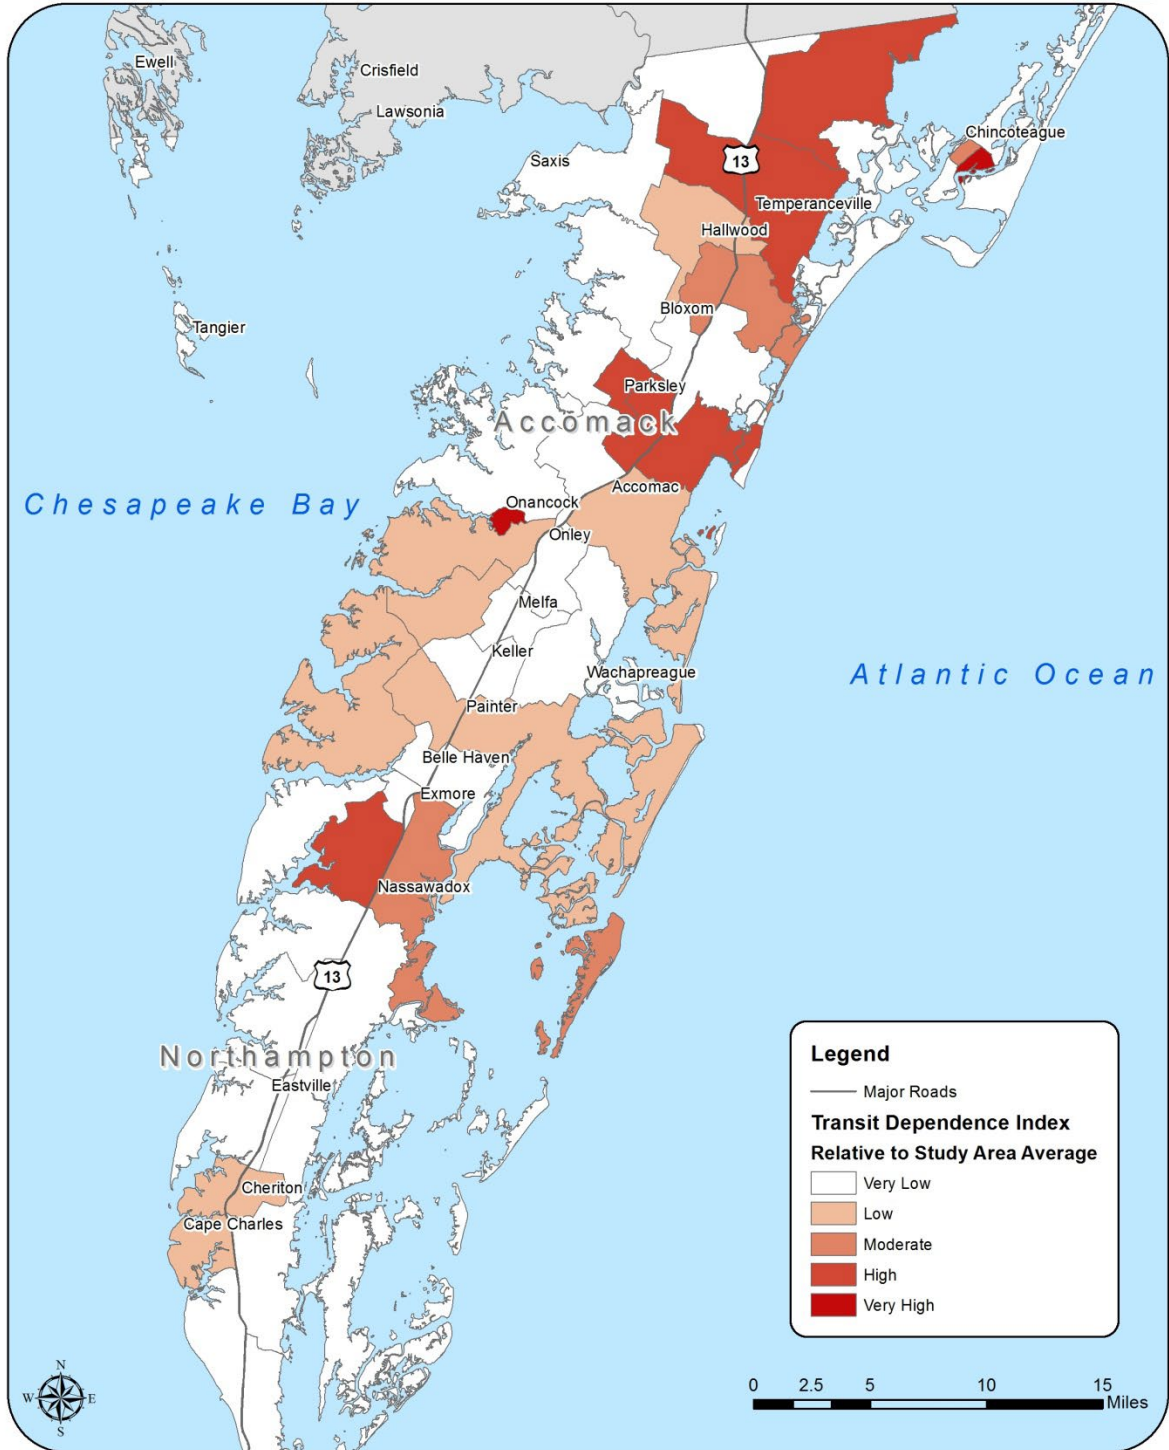 Ewell
Crisfield
Lawsonia
Chincoteague
Saxis
13
Temperanceville
Hallwood
Bloxom
Tangier
Parksley
Accomack
Accomac
Chesapeake Bay
Onancock
Onley
Melfa
Keller
Wachapreague
Atlantic Ocean
Painter
Belle Haven
Exmore
Nassawadox
13
Northampton
Eastville
Cheriton
Cape Charles
Legend
Major Roads
Transit Dependence Index
Relative to Study Area Average
Very Low
Low
Moderate
High
Very High
N
W E
S
0 2.5 5 10 15
Miles